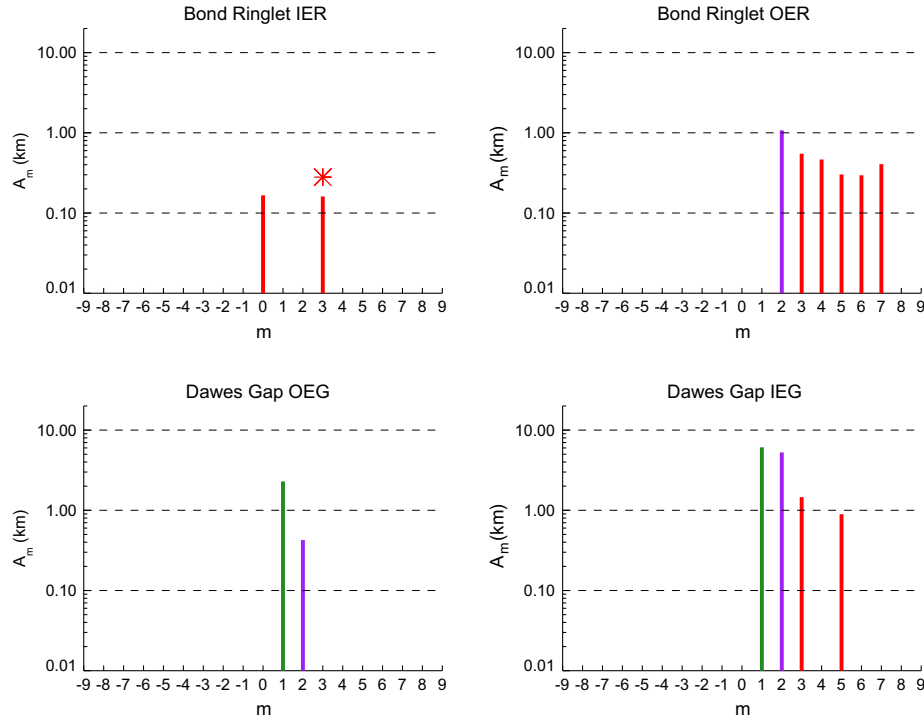 Bond Ringlet IER
A_m (km)
10.00
1.00
0.10
0.01
-9 -8 -7 -6 -5 -4 -3 -2 -1 0 1 2 3 4 5 6 7 8 9
m
Bond Ringlet OER
A_m (km)
10.00
1.00
0.10
0.01
-9 -8 -7 -6 -5 -4 -3 -2 -1 0 1 2 3 4 5 6 7 8 9
m
Dawes Gap OEG
A_m (km)
10.00
1.00
0.10
0.01
-9 -8 -7 -6 -5 -4 -3 -2 -1 0 1 2 3 4 5 6 7 8 9
m
Dawes Gap IEG
A_m (km)
10.00
1.00
0.10
0.01
-9 -8 -7 -6 -5 -4 -3 -2 -1 0 1 2 3 4 5 6 7 8 9
m